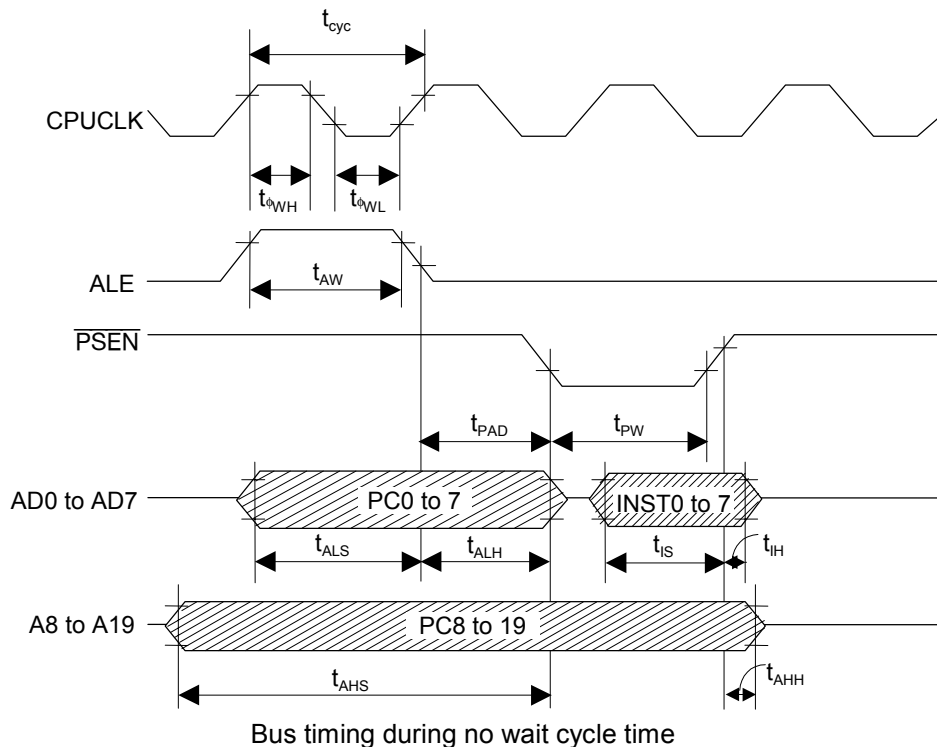 tcyc
CPUCLK
tϕWH tϕWL
ALE
tAW
PSEN
tPAD tPW
AD0 to AD7 PC0 to 7 INST0 to 7
tALS tALH tIS tIH
A8 to A19 PC8 to 19
tAHS tAHH
Bus timing during no wait cycle time